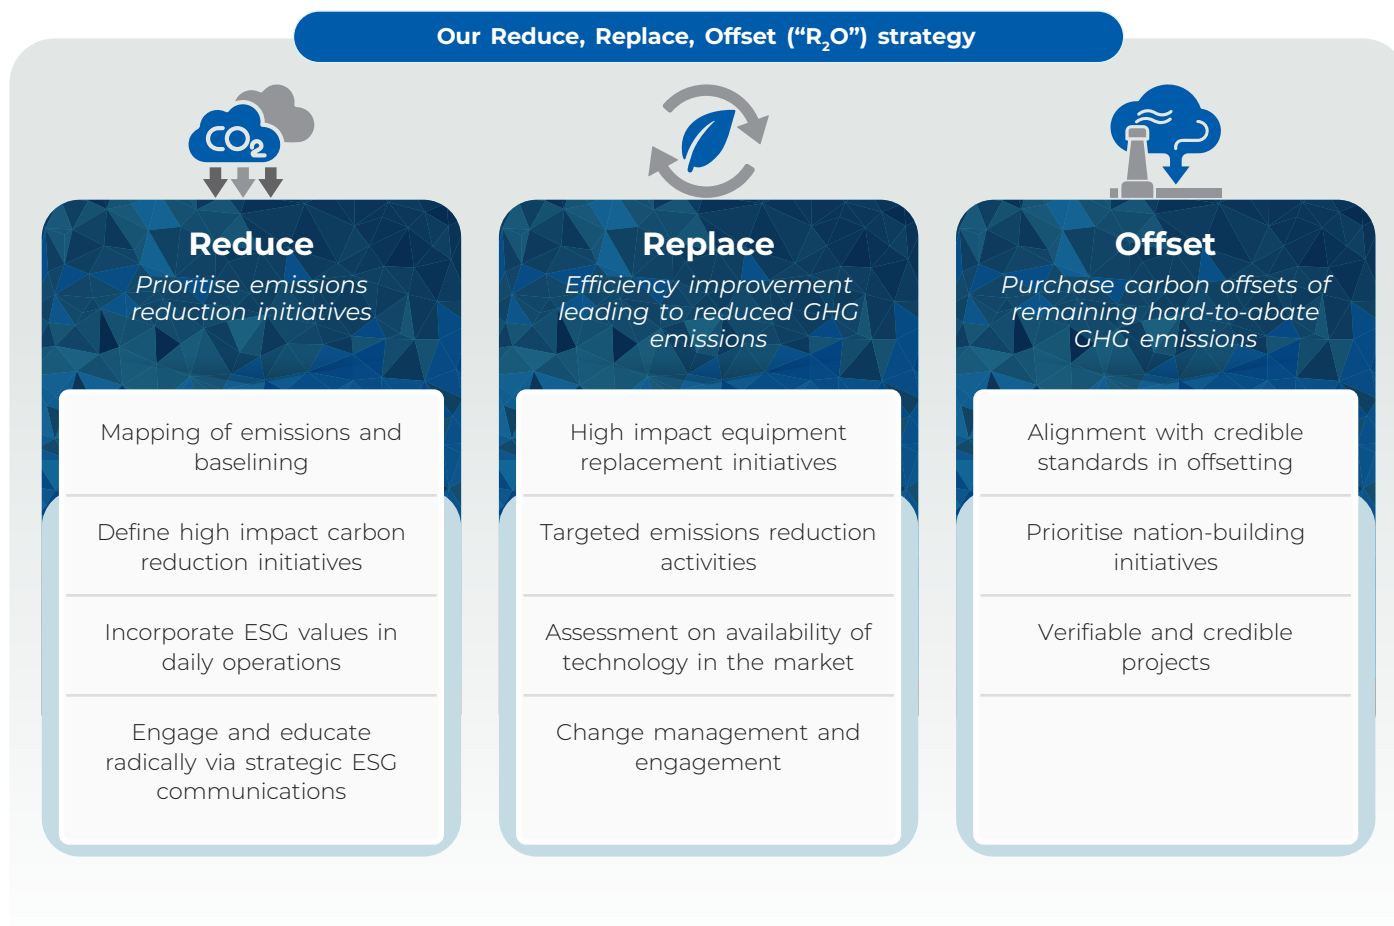 Our Reduce, Replace, Offset (“R₂O”) strategy
CO₂
Reduce
Prioritise emissions
reduction initiatives
Mapping of emissions and
baselining
Define high impact carbon
reduction initiatives
Incorporate ESG values in
daily operations
Engage and educate
radically via strategic ESG
communications
Replace
Efficiency improvement
leading to reduced GHG
emissions
High impact equipment
replacement initiatives
Targeted emissions reduction
activities
Assessment on availability of
technology in the market
Change management and
engagement
Offset
Purchase carbon offsets of
remaining hard-to-abate
GHG emissions
Alignment with credible
standards in offsetting
Prioritise nation-building
initiatives
Verifiable and credible
projects